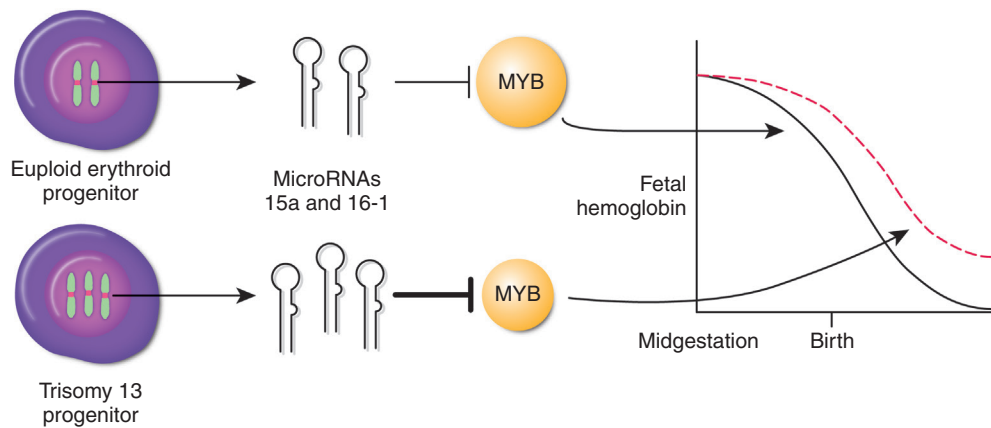 MYB
Euploid erythroid
progenitor
MicroRNAs
15a and 16-1
Fetal
hemoglobin
MYB
Midgestation
Birth
Trisomy 13
progenitor